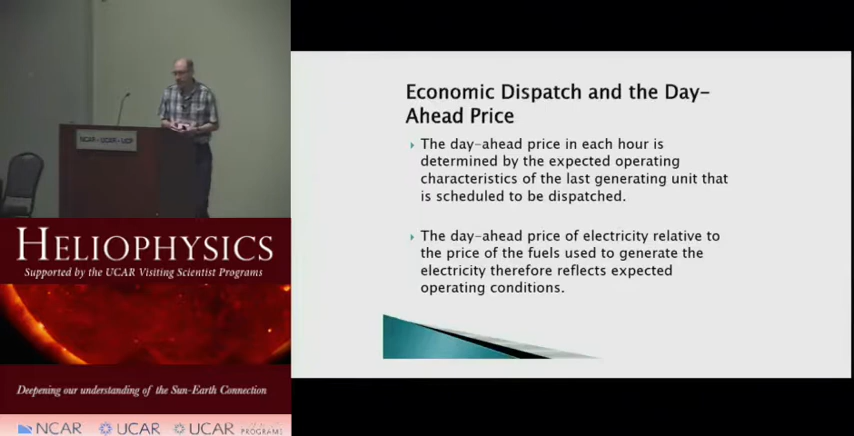 NCAR · UCAR · UCP
HELIOPHYSICS
Supported by the UCAR Visiting Scientist Programs
Deepening our understanding of the Sun-Earth Connection
NCAR UCAR UCAR PROGRAMS
Economic Dispatch and the Day-
Ahead Price
The day-ahead price in each hour is
determined by the expected operating
characteristics of the last generating unit that
is scheduled to be dispatched.
The day-ahead price of electricity relative to
the price of the fuels used to generate the
electricity therefore reflects expected
operating conditions.